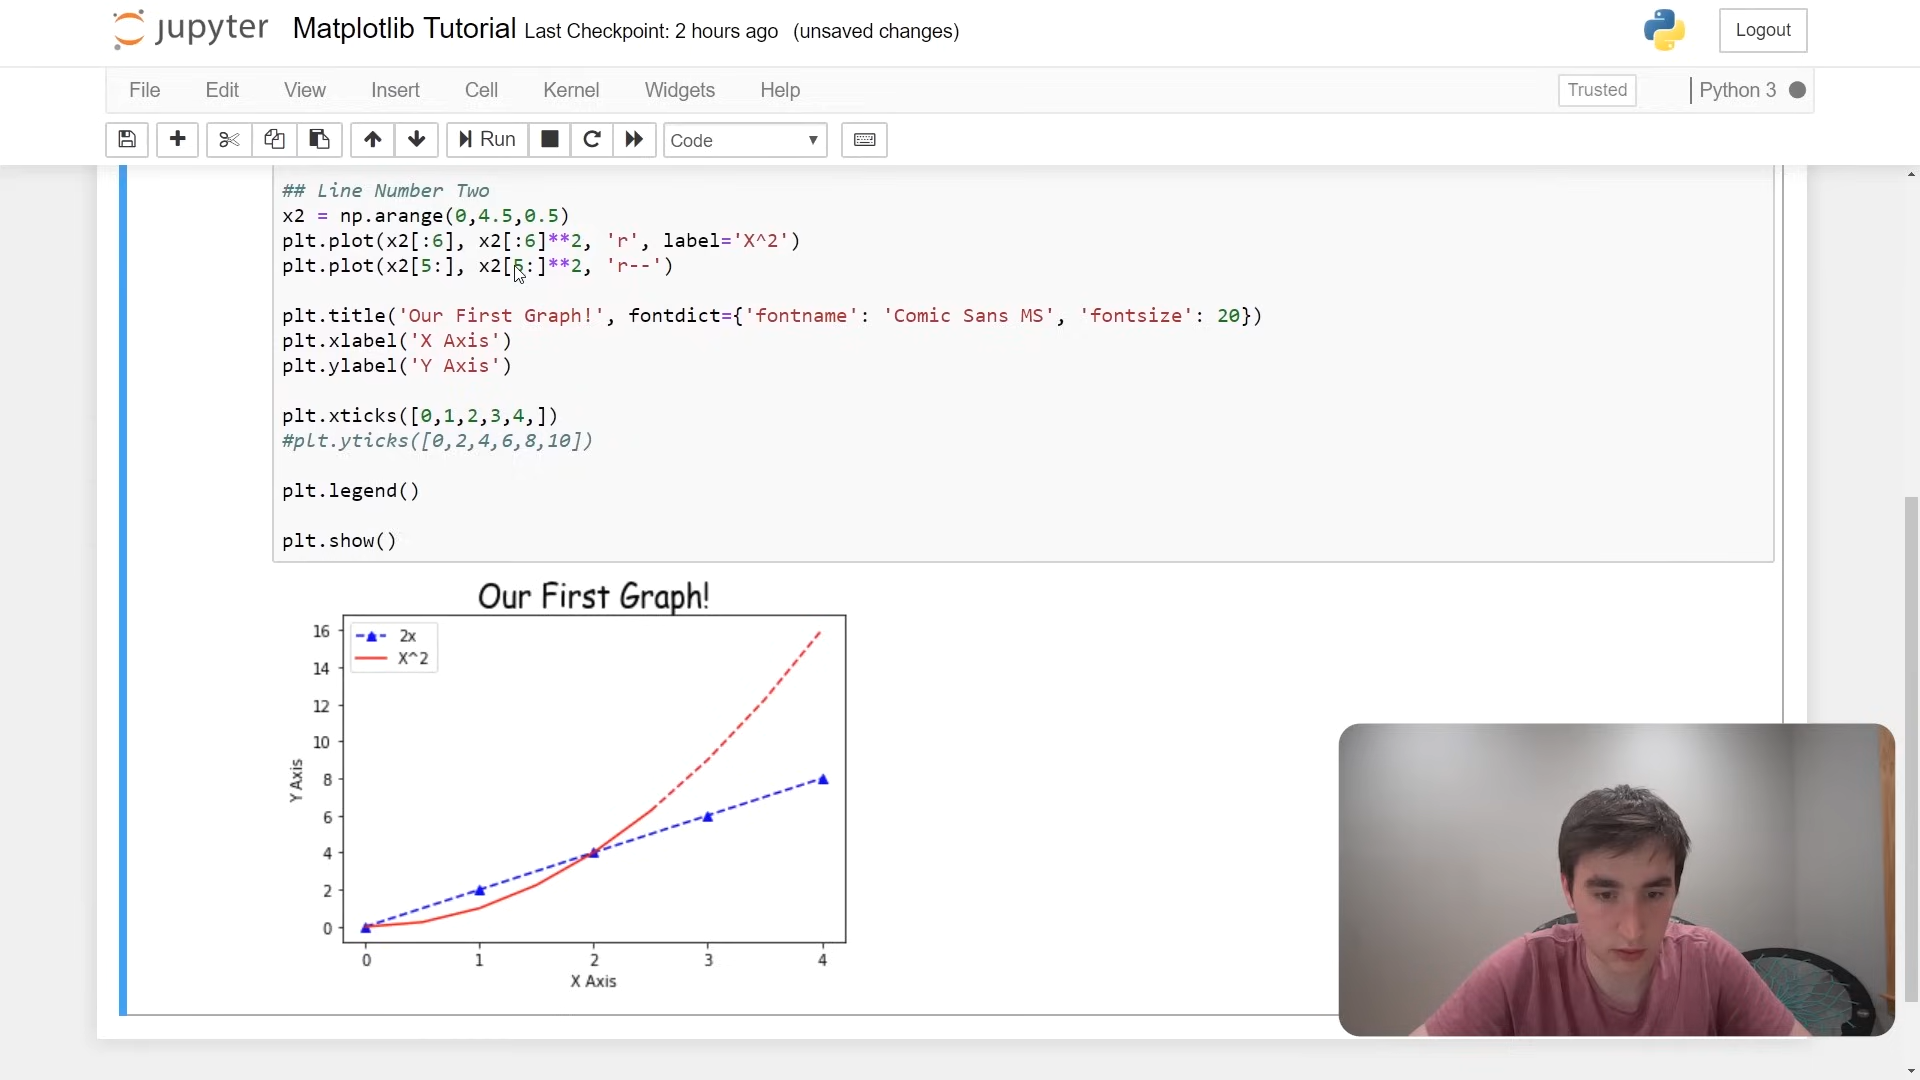 jupyter Matplotlib Tutorial Last Checkpoint: 2 hours ago (unsaved changes) Logout
File Edit View Insert Cell Kernel Widgets Help Trusted Python 3
Run Code
## Line Number Two
x2 = np.arange(0,4.5,0.5)
plt.plot(x2[:6], x2[:6]**2, 'r', label='X^2')
plt.plot(x2[5:], x2[5:]**2, 'r--')
plt.title('Our First Graph!', fontdict={'fontname': 'Comic Sans MS', 'fontsize': 20})
plt.xlabel('X Axis')
plt.ylabel('Y Axis')
plt.xticks([0,1,2,3,4,])
#plt.yticks([0,2,4,6,8,10])
plt.legend()
plt.show()
Our First Graph!
2x
X^2
16
14
12
10
8
6
4
2
0
Y Axis
0 1 2 3 4
X Axis